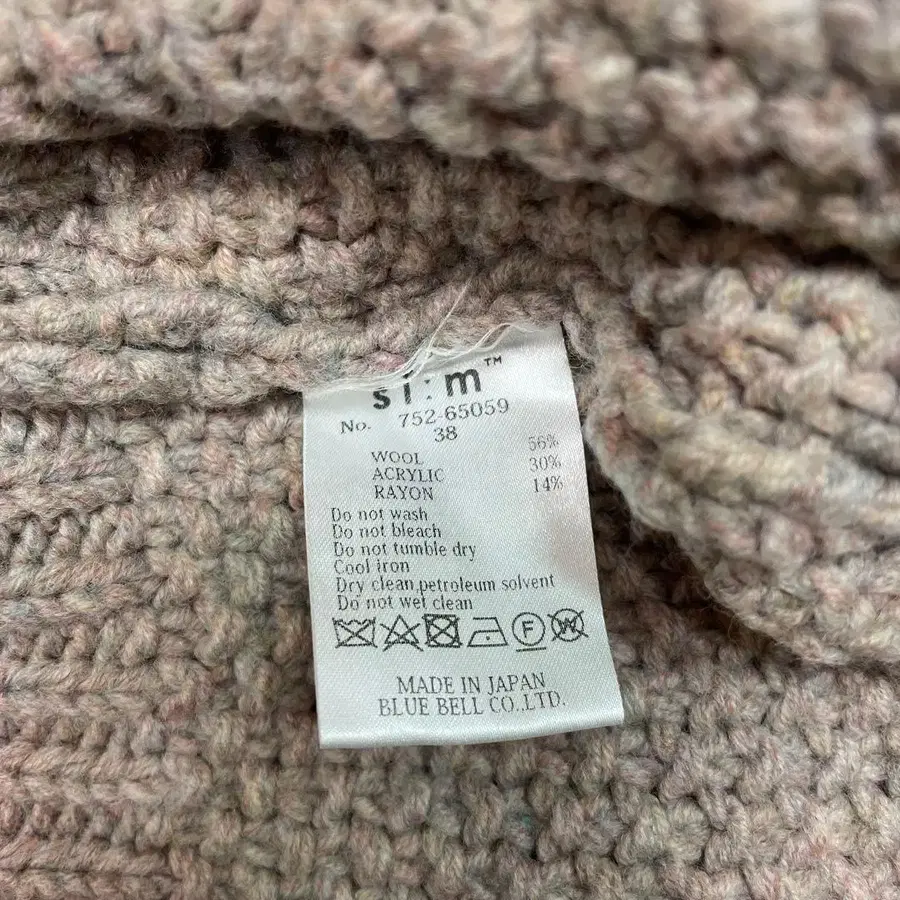 si:m™
No. 752-65059
38
WOOL 56%
ACRYLIC 30%
RAYON 14%
Do not wash
Do not bleach
Do not tumble dry
Cool iron
Dry clean,petroleum solvent
Do not wet clean
F W
MADE IN JAPAN
BLUE BELL CO.,LTD.